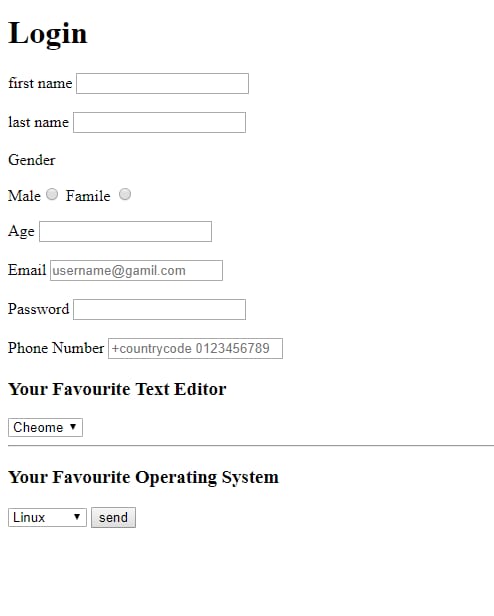 Login
first name
last name
Gender
Male Famile
Age
Email username@gamil.com
Password
Phone Number +countrycode 0123456789
Your Favourite Text Editor
Cheome
Your Favourite Operating System
Linux send